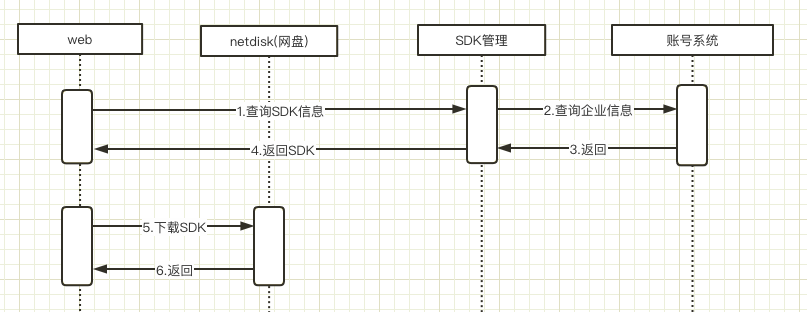 web
netdisk(网盘)
SDK管理
账号系统
1.查询SDK信息
2.查询企业信息
4.返回SDK
3.返回
5.下载SDK
6.返回